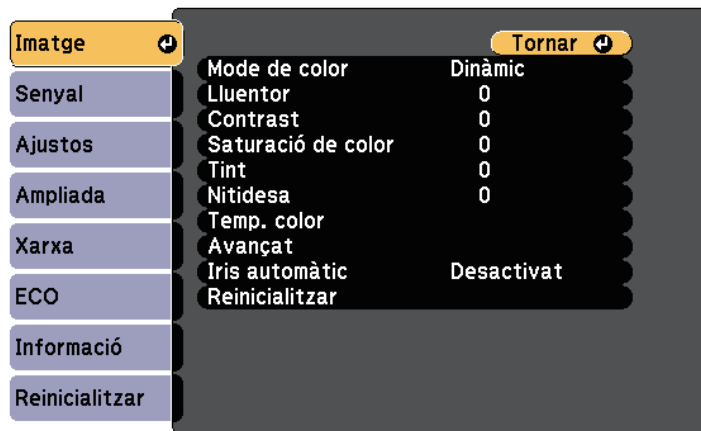 Imatge
Senyal
Ajustos
Ampliada
Xarxa
ECO
Informació
Reinicialitzar
Tornar
Mode de color Dinàmic
Lluentor 0
Contrast 0
Saturació de color 0
Tint 0
Nitidesa 0
Temp. color
Avançat
Iris automàtic Desactivat
Reinicialitzar